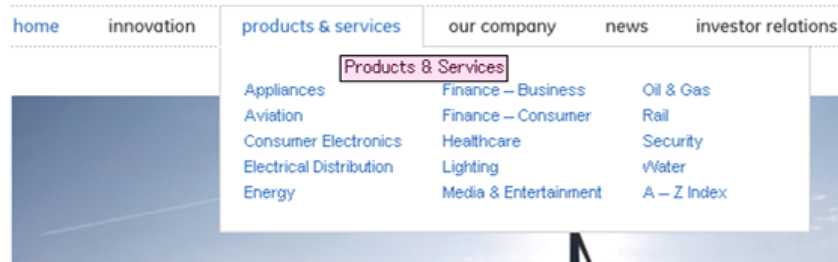 home innovation products & services our company news investor relations
Products & Services
Appliances Finance – Business Oil & Gas
Aviation Finance – Consumer Rail
Consumer Electronics Healthcare Security
Electrical Distribution Lighting Water
Energy Media & Entertainment A – Z Index